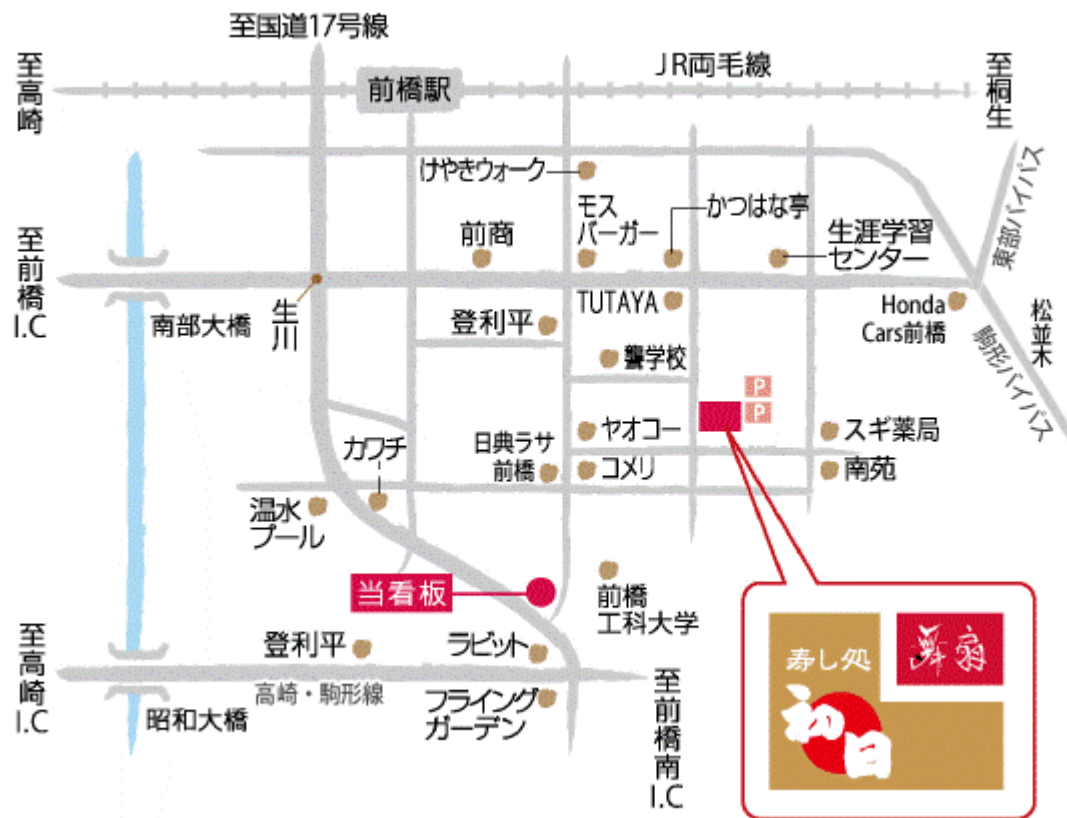 至国道17号線
至高崎
前橋駅
JR両毛線
至桐生
けやきウォーク
モス
バーガー
かつはな亭
生涯学習
センター
東部バイパス
前商
至前橋I.C
南部大橋
生川
登利平
TUTAYA
Honda
Cars前橋
松並木
駒形バイパス
聾学校
P
P
カワチ
日典ラサ
前橋
ヤオコー
コメリ
スギ薬局
南苑
温水
プール
当看板
前橋
工科大学
至高崎I.C
登利平
ラビット
高崎・駒形線
フライング
ガーデン
昭和大橋
至前橋南I.C
寿し処
初日
舞扇